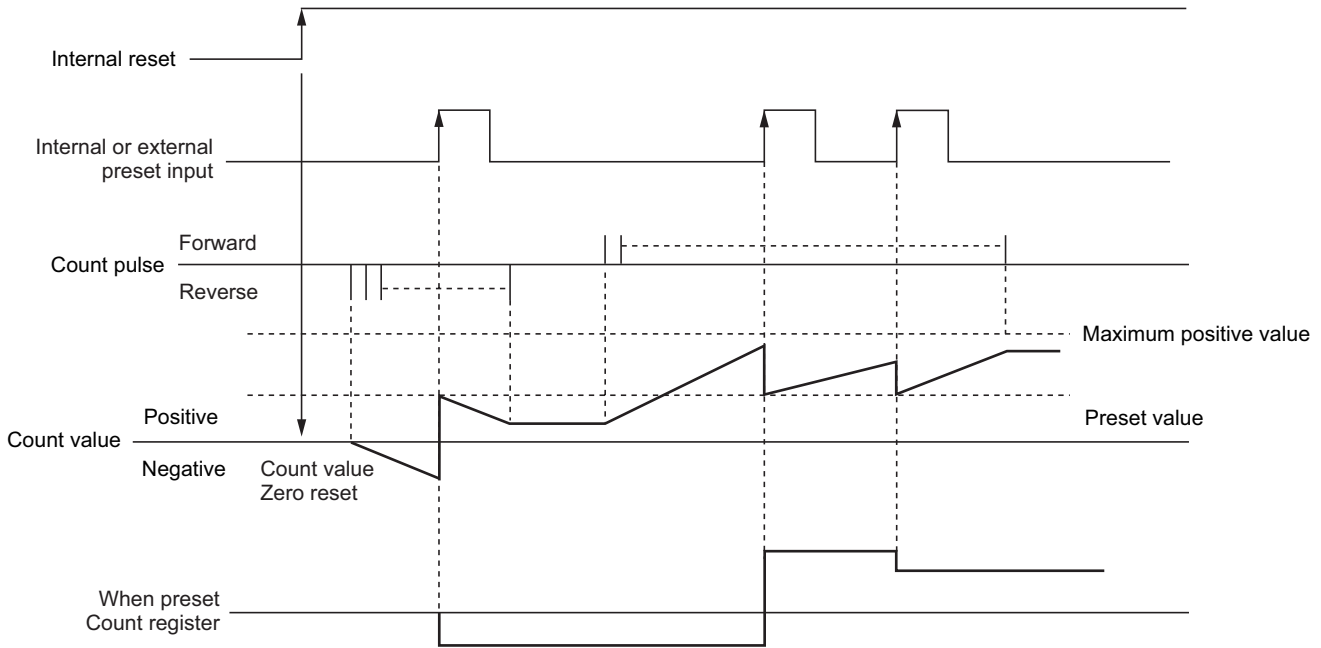 Internal reset
Internal or external
preset input
Forward
Count pulse
Reverse
Maximum positive value
Positive
Preset value
Count value
Negative
Count value
Zero reset
When preset
Count register